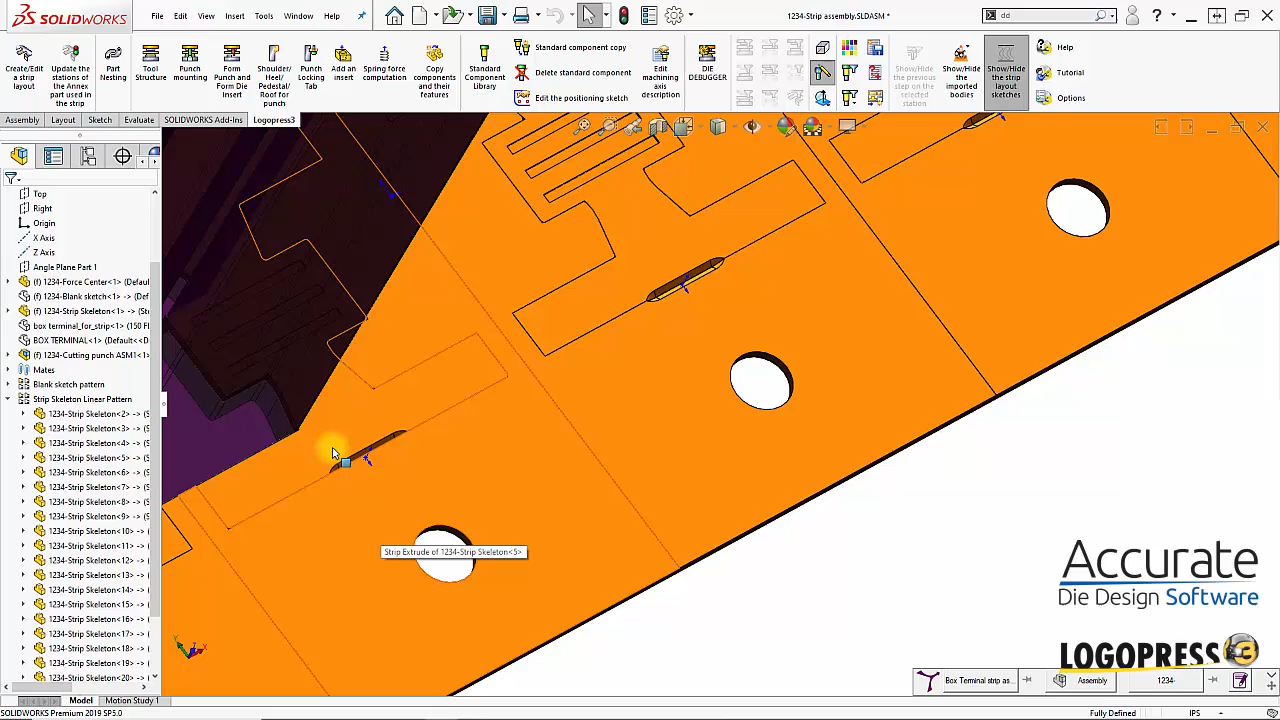 SOLIDWORKS
File Edit View Insert Tools Window Help
1234-Strip assembly.SLDASM *
dd
Create/Edit a strip layout
Update the stations of the Annex part used in the strip
Part Nesting
Tool Structure
Punch mounting
Form Punch and Form Die Insert
Shoulder/ Heel/ Pedestal/ Roof for punch
Punch Locking Tab
Add an insert
Spring force computation
Copy components and their features
Standard Component Library
Standard component copy
Delete standard component
Edit the positioning sketch
Edit machining axis description
DIE DEBUGGER
Show/Hide the previous step on the selected station
Show/Hide the imported bodies
Show/Hide the strip layout sketches
Help
Tutorial
Options
Assembly Layout Sketch Evaluate SOLIDWORKS Add-Ins Logopress3
Top
Right
Origin
X Axis
Z Axis
Angle Plane Part 1
(f) 1234-Force Center<1> (Defau
(f) 1234-Blank sketch<1> -> (Def
(f) 1234-Strip Skeleton<1> -> (St
box terminal_for_strip<1> (150 Fl
BOX TERMINAL<1> (Default<<D
(f) 1234-Cutting punch ASM1<1>
Mates
Blank sketch pattern
Strip Skeleton Linear Pattern
1234-Strip Skeleton<2> -> (S
1234-Strip Skeleton<3> -> (S
1234-Strip Skeleton<4> -> (S
1234-Strip Skeleton<5> -> (S
1234-Strip Skeleton<6> -> (S
1234-Strip Skeleton<7> -> (S
1234-Strip Skeleton<8> -> (S
1234-Strip Skeleton<9> -> (S
1234-Strip Skeleton<10> -> (
1234-Strip Skeleton<11> -> (
1234-Strip Skeleton<12> -> (
1234-Strip Skeleton<13> -> (
1234-Strip Skeleton<14> -> (
1234-Strip Skeleton<15> -> (
1234-Strip Skeleton<16> -> (
1234-Strip Skeleton<17> -> (
1234-Strip Skeleton<18> -> (
1234-Strip Skeleton<19> -> (
1234-Strip Skeleton<20> -> (
Strip Extrude of 1234-Strip Skeleton<5>
Accurate
Die Design Software
LOGOPRESS3
Box Terminal strip as... Assembly 1234-
Model Motion Study 1
SOLIDWORKS Premium 2019 SP5.0
Fully Defined IPS